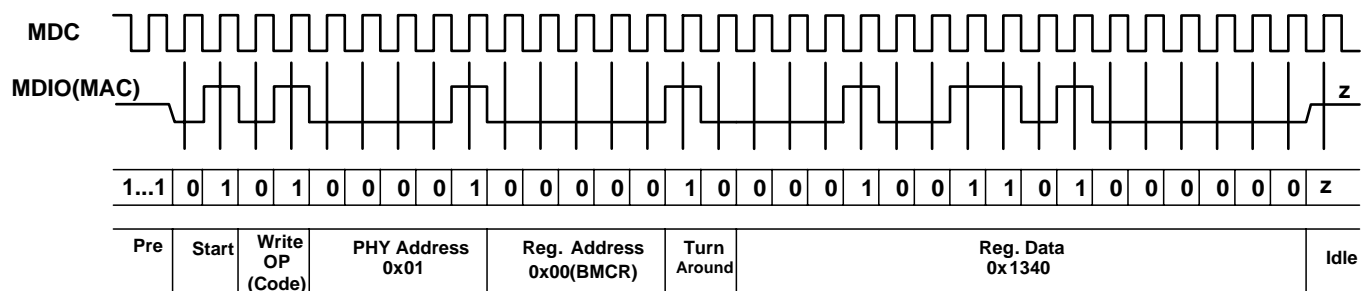 MDC
MDIO(MAC)
z
1...1 0 1 0 1 0 0 0 0 1 0 0 0 0 0 1 0 0 0 0 1 0 0 1 1 0 1 0 0 0 0 0 0 z
Pre
Start
Write
OP
(Code)
PHY Address
0x01
Reg. Address
0x00(BMCR)
Turn
Around
Reg. Data
0x1340
Idle